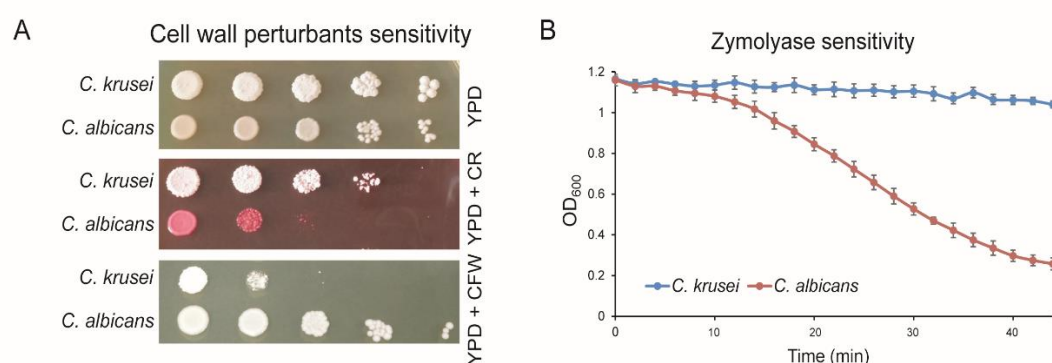 A
Cell wall perturbants sensitivity
C. krusei
C. albicans
YPD
C. krusei
C. albicans
YPD + CR
C. krusei
C. albicans
YPD + CFW
B
Zymolyase sensitivity
1.2
1
0.8
0.6
0.4
0.2
0
OD600
C. krusei
C. albicans
0
10
20
30
40
Time (min)